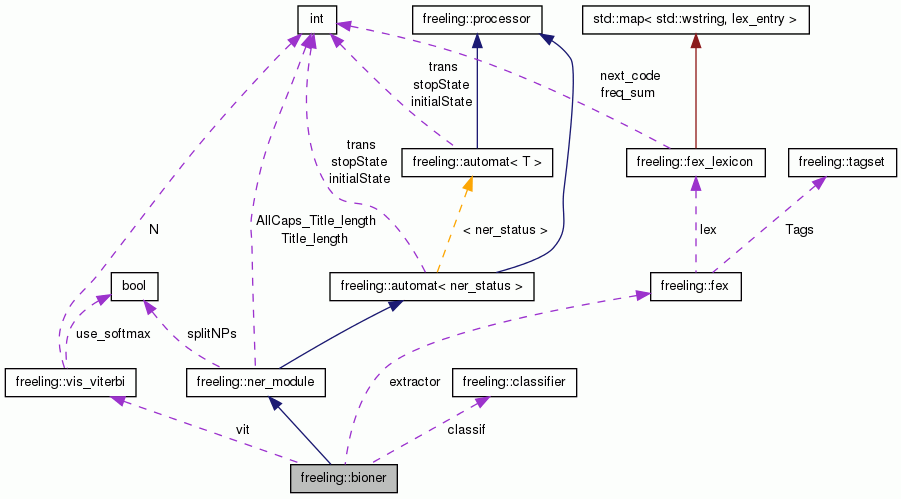 int
freeling::processor
std::map< std::wstring, lex_entry >
trans
stopState
initialState
next_code
freq_sum
freeling::automat< T >
freeling::fex_lexicon
freeling::tagset
trans
stopState
initialState
N
AllCaps_Title_length
Title_length
< ner_status >
lex
Tags
bool
freeling::automat< ner_status >
freeling::fex
use_softmax
splitNPs
freeling::vis_viterbi
freeling::ner_module
extractor
freeling::classifier
vit
classif
freeling::bioner